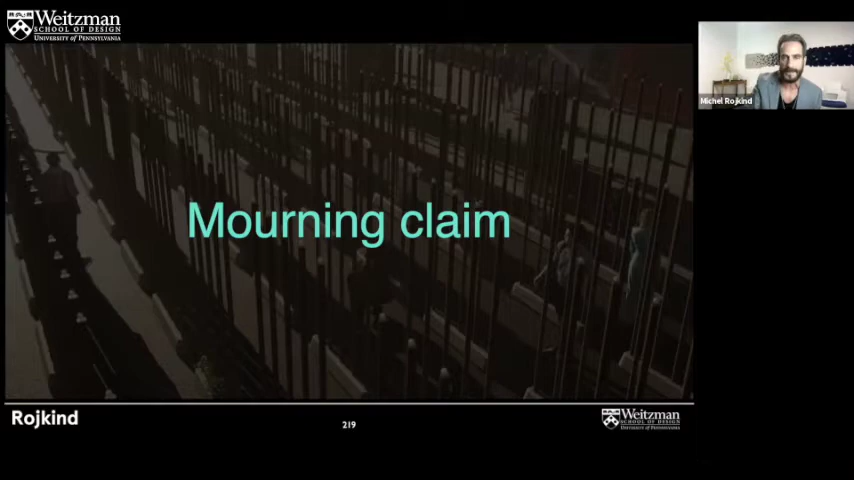 Weitzman
SCHOOL OF DESIGN
UNIVERSITY OF PENNSYLVANIA
Michel Rojkind
Mourning claim
Rojkind
219
Weitzman
SCHOOL OF DESIGN
UNIVERSITY OF PENNSYLVANIA